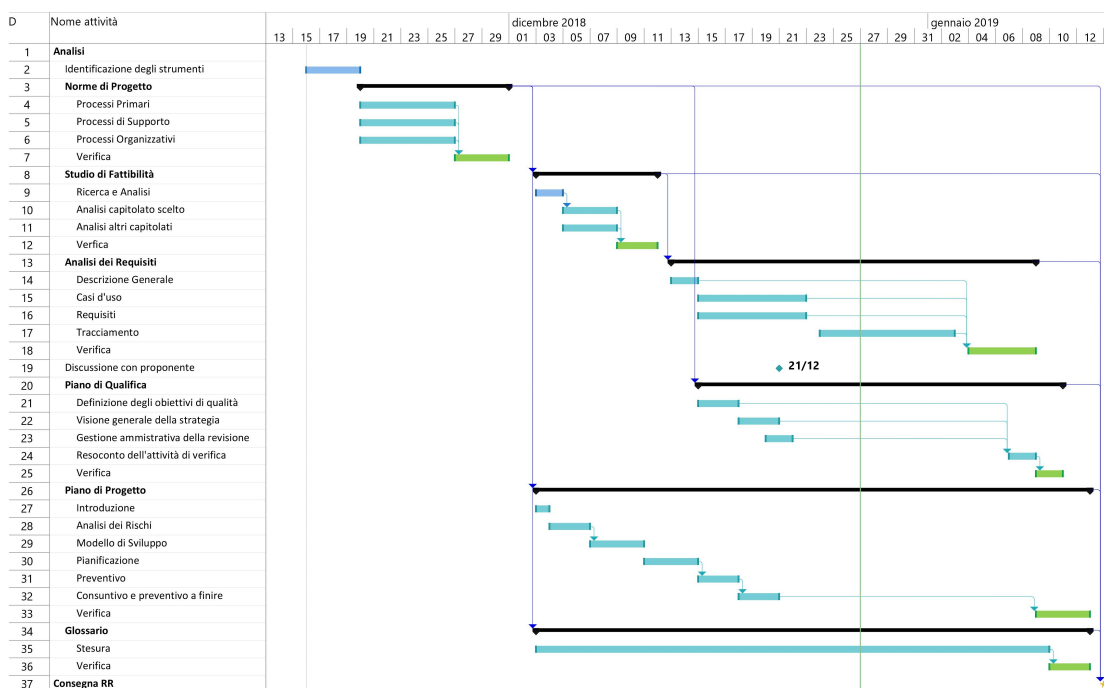 D Nome attività dicembre 2018 gennaio 2019
13 15 17 19 21 23 25 27 29 01 03 05 07 09 11 13 15 17 19 21 23 25 27 29 31 02 04 06 08 10 12
1 Analisi
2 Identificazione degli strumenti
3 Norme di Progetto
4 Processi Primari
5 Processi di Supporto
6 Processi Organizzativi
7 Verifica
8 Studio di Fattibilità
9 Ricerca e Analisi
10 Analisi capitolato scelto
11 Analisi altri capitolati
12 Verfica
13 Analisi dei Requisiti
14 Descrizione Generale
15 Casi d'uso
16 Requisiti
17 Tracciamento
18 Verifica
19 Discussione con proponente 21/12
20 Piano di Qualifica
21 Definizione degli obiettivi di qualità
22 Visione generale della strategia
23 Gestione ammistrativa della revisione
24 Resoconto dell'attività di verifica
25 Verifica
26 Piano di Progetto
27 Introduzione
28 Analisi dei Rischi
29 Modello di Sviluppo
30 Pianificazione
31 Preventivo
32 Consuntivo e preventivo a finire
33 Verifica
34 Glossario
35 Stesura
36 Verifica
37 Consegna RR